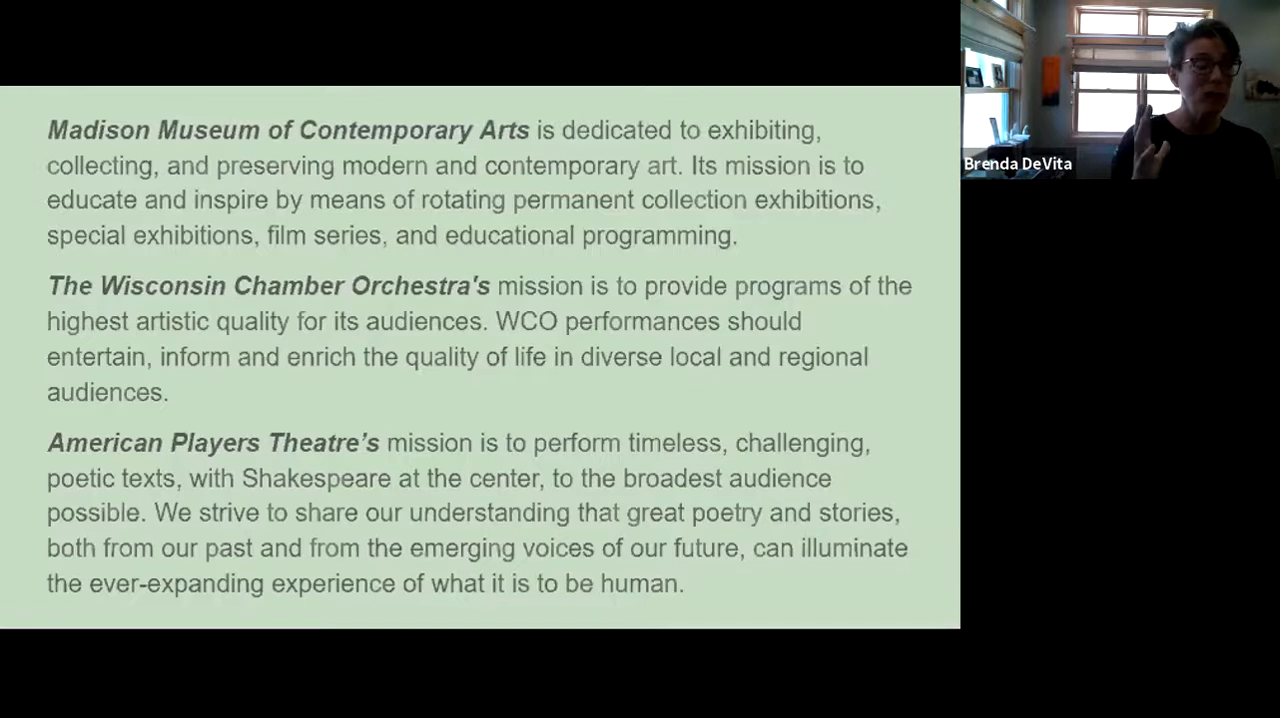 Madison Museum of Contemporary Arts is dedicated to exhibiting,
collecting, and preserving modern and contemporary art. Its mission is to
educate and inspire by means of rotating permanent collection exhibitions,
special exhibitions, film series, and educational programming.
The Wisconsin Chamber Orchestra's mission is to provide programs of the
highest artistic quality for its audiences. WCO performances should
entertain, inform and enrich the quality of life in diverse local and regional
audiences.
American Players Theatre’s mission is to perform timeless, challenging,
poetic texts, with Shakespeare at the center, to the broadest audience
possible. We strive to share our understanding that great poetry and stories,
both from our past and from the emerging voices of our future, can illuminate
the ever-expanding experience of what it is to be human.
Brenda DeVita